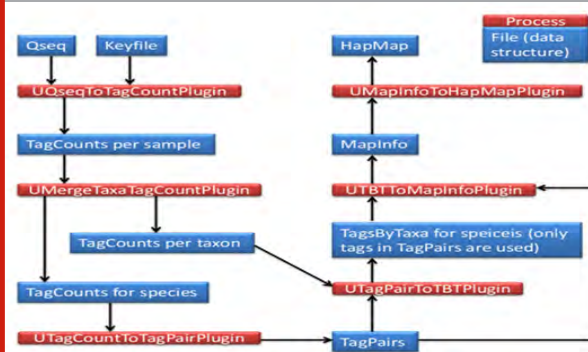 Process
File (data
structure)
Qseq
Keyfile
UQseqToTagCountPlugin
TagCounts per sample
UMergeTaxaTagCountPlugin
TagCounts per taxon
TagCounts for species
UTagCountToTagPairPlugin
HapMap
UMapInfoToHapMapPlugin
MapInfo
UTBTToMapInfoPlugin
TagsByTaxa for speiceis (only
tags in TagPairs are used)
UTagPairToTBTPlugin
TagPairs